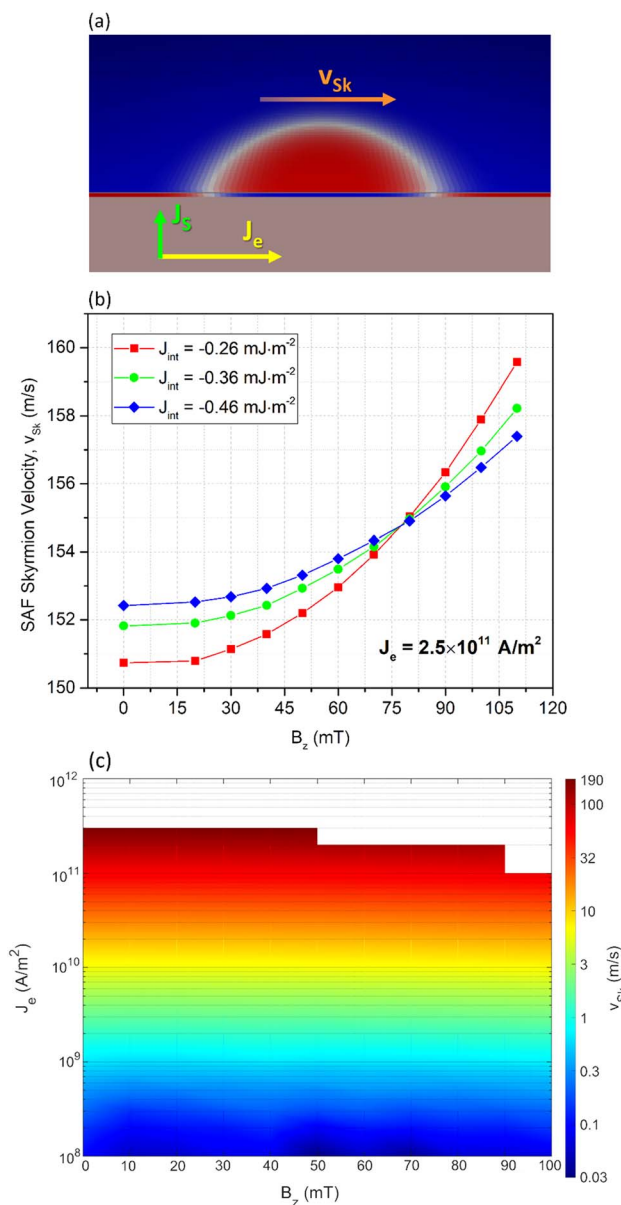 (a)
v_Sk
J_S
J_e
(b)
160
158
156
154
152
150
SAF Skyrmion Velocity, v_Sk (m/s)
J_int = -0.26 mJ·m^-2
J_int = -0.36 mJ·m^-2
J_int = -0.46 mJ·m^-2
J_e = 2.5×10^11 A/m^2
0 15 30 45 60 75 90 105 120
B_z (mT)
(c)
10^12
10^11
10^10
10^9
10^8
J_e (A/m^2)
0 10 20 30 40 50 60 70 80 90 100
B_z (mT)
190
100
32
10
3
1
0.3
0.1
0.03
v_Sk (m/s)